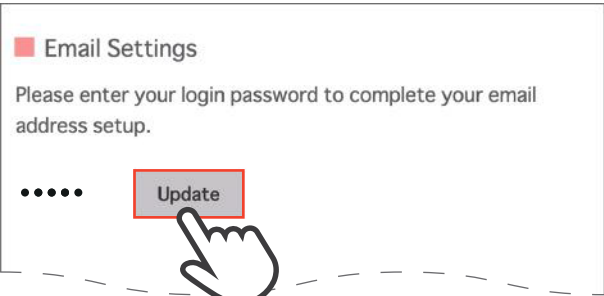 Email Settings
Please enter your login password to complete your email
address setup.
•••••
Update